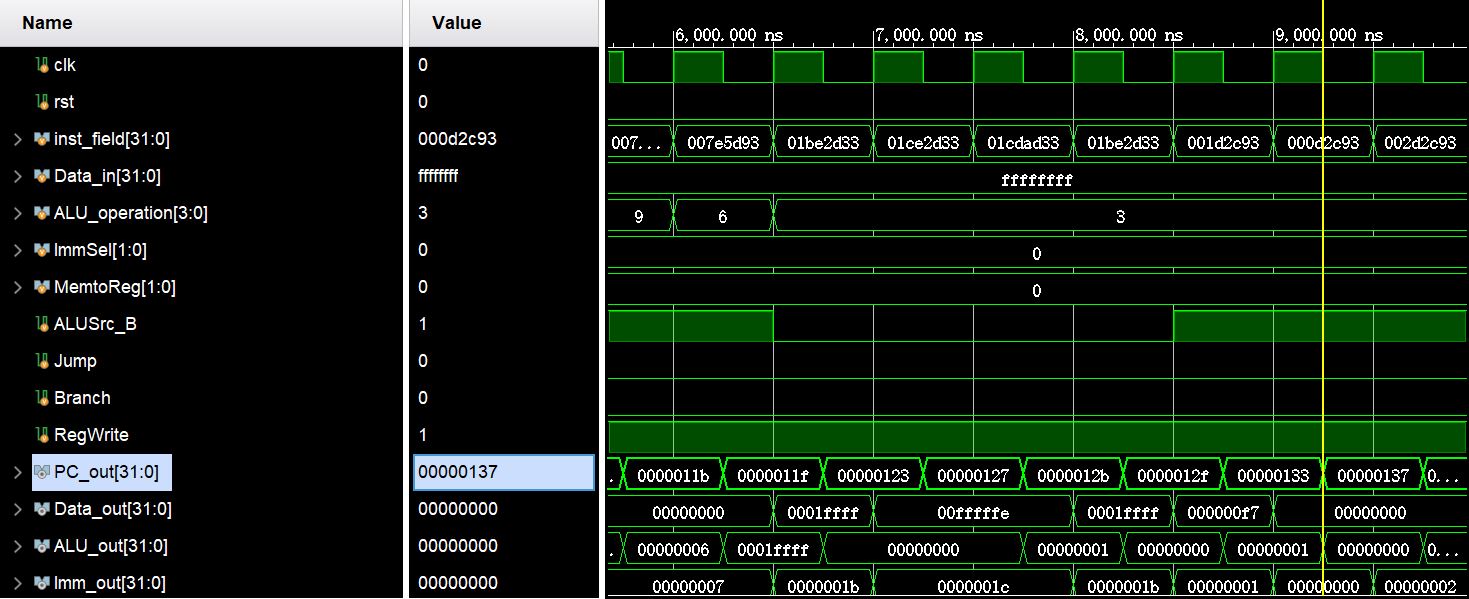 Name Value 6,000.000 ns 7,000.000 ns 8,000.000 ns 9,000.000 ns
clk 0
rst 0
inst_field[31:0] 000d2c93 007... 007e5d93 01be2d33 01ce2d33 01cdad33 01be2d33 001d2c93 000d2c93 002d2c93
Data_in[31:0] ffffffff ffffffff
ALU_operation[3:0] 3 9 6 3
ImmSel[1:0] 0 0
MemtoReg[1:0] 0 0
ALUSrc_B 1
Jump 0
Branch 0
RegWrite 1
PC_out[31:0] 00000137 . 0000011b 0000011f 00000123 00000127 0000012b 0000012f 00000133 00000137 0...
Data_out[31:0] 00000000 00000000 0001ffff 00fffffe 0001ffff 000000f7 00000000
ALU_out[31:0] 00000000 . 00000006 0001ffff 00000000 00000001 00000000 00000001 00000000 0...
Imm_out[31:0] 00000000 00000007 0000001b 0000001c 0000001b 00000001 00000000 00000002